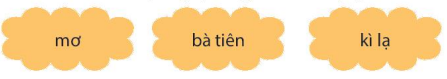 mơ
bà tiên
kì lạ